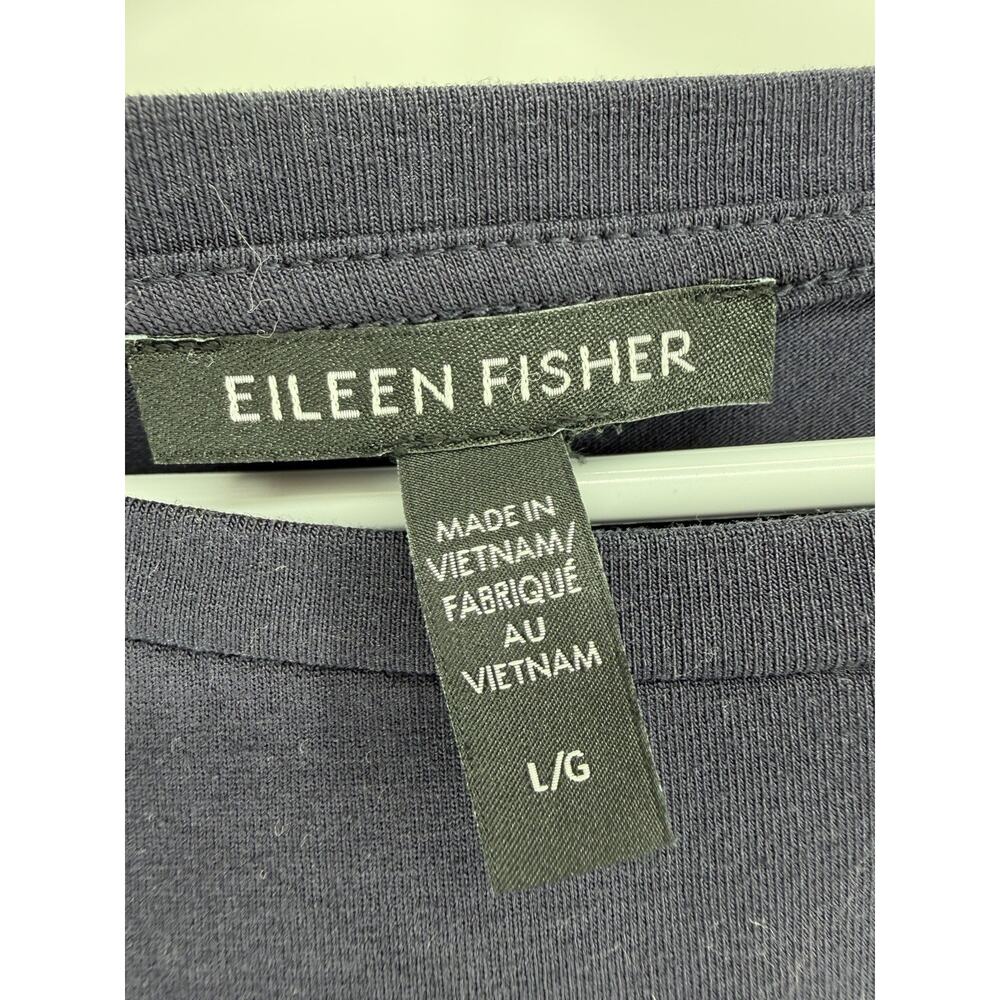 EILEEN FISHER
MADE IN
VIETNAM/
FABRIQUÉ
AU
VIETNAM
L/G